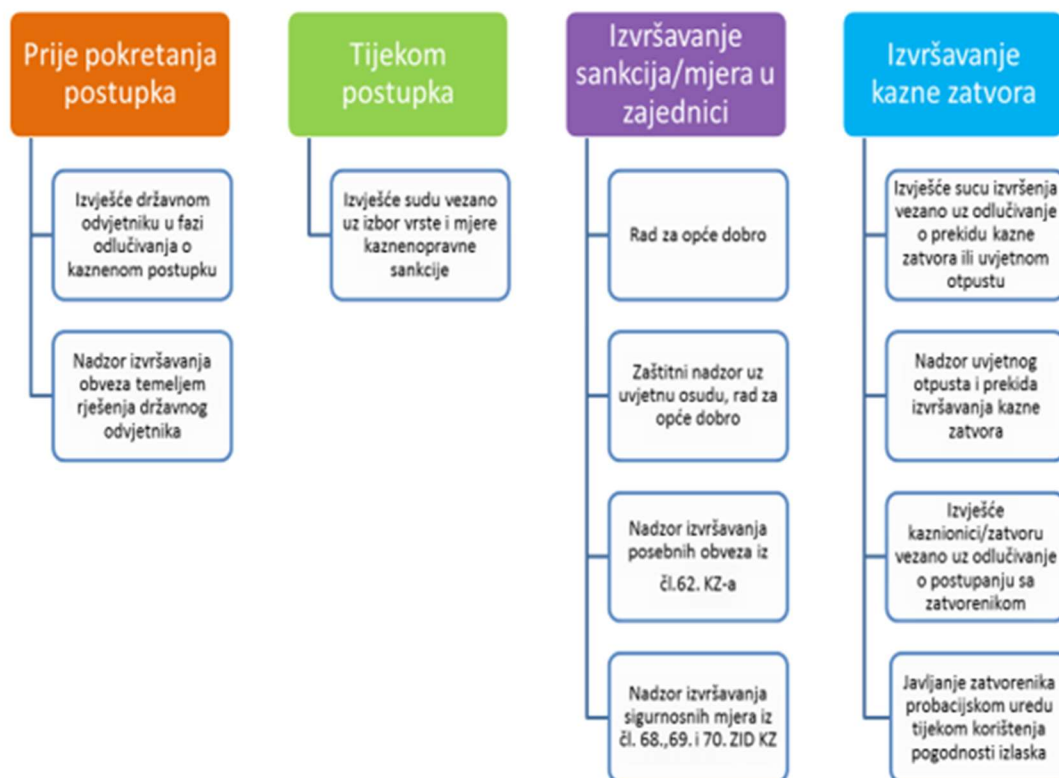 Prije pokretanja
postupka
Izvješće državnom
odvjetniku u fazi
odlučivanja o
kaznenom postupku
Nadzor izvršavanja
obveza temeljem
rješenja državnog
odvjetnika
Tijekom
postupka
Izvješće sudu vezano
uz izbor vrste i mjere
kaznenopravne
sankcije
Izvršavanje
sankcija/mjera u
zajednici
Rad za opće dobro
Zaštitni nadzor uz
uvjetnu osudu, rad za
opće dobro
Nadzor izvršavanja
posebnih obveza iz
čl.62. KZ-a
Nadzor izvršavanja
sigurnosnih mjera iz
čl. 68.,69. i 70. ZID KZ
Izvršavanje
kazne zatvora
Izvješće sucu izvršenja
vezano uz odlučivanje
o prekidu kazne
zatvora ili uvjetnom
otpustu
Nadzor uvjetnog
otpusta i prekida
izvršavanja kazne
zatvora
Izvješće
kaznionici/zatvoru
vezano uz odlučivanje
o postupanju sa
zatvorenikom
Javljanje zatvorenika
probacijskom uredu
tijekom korištenja
pogodnosti izlaska